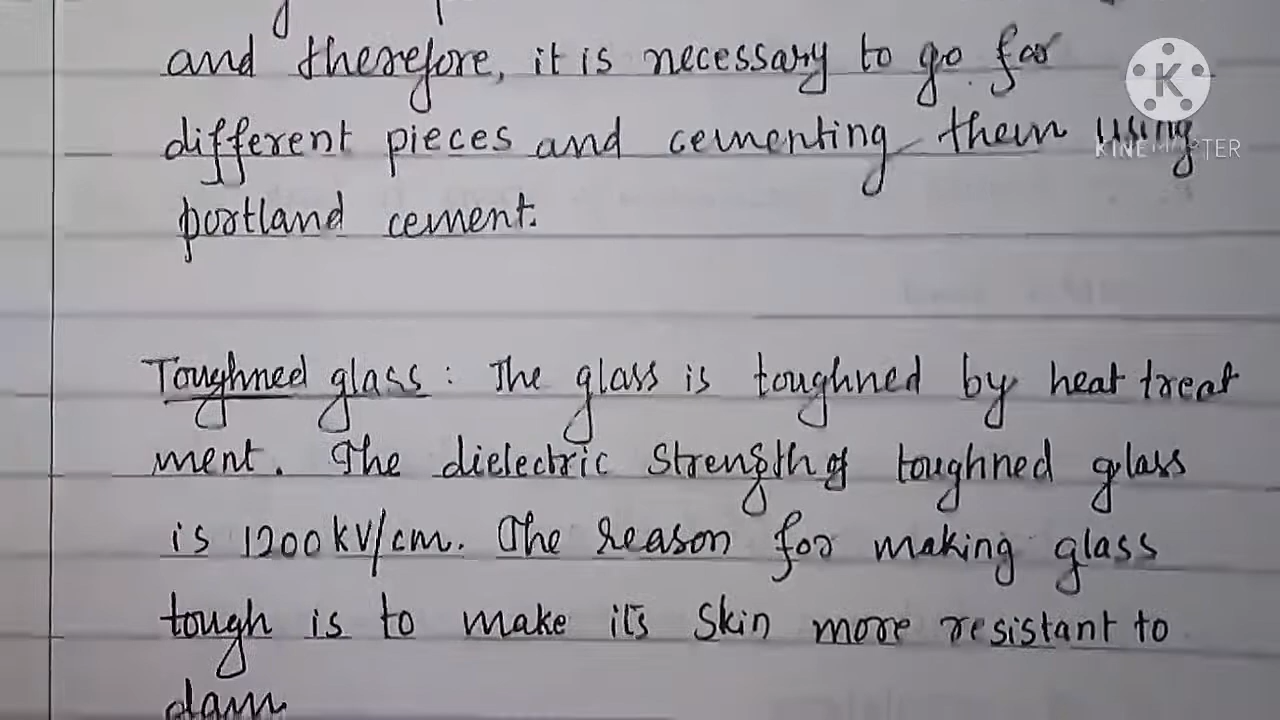 and therefore, it is necessary to go for
different pieces and cementing them using
portland cement.
Toughned glass : The glass is toughned by heat treat
ment. The dielectric strength of toughned glass
is 1200kV/cm. The reason for making glass
tough is to make it's skin more resistant to
K
KINEMASTER